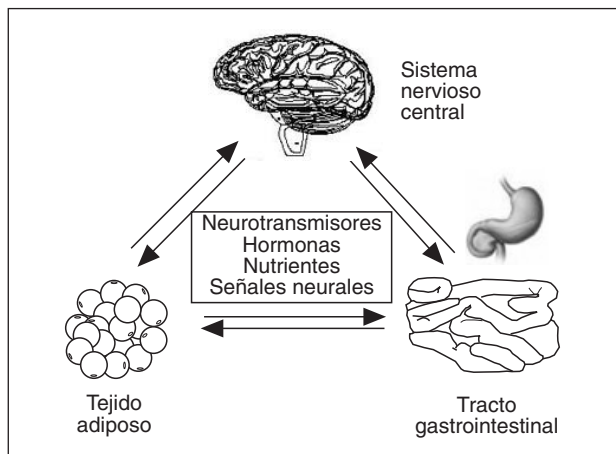 Sistema
nervioso
central
Neurotransmisores
Hormonas
Nutrientes
Señales neurales
Tejido
adiposo
Tracto
gastrointestinal